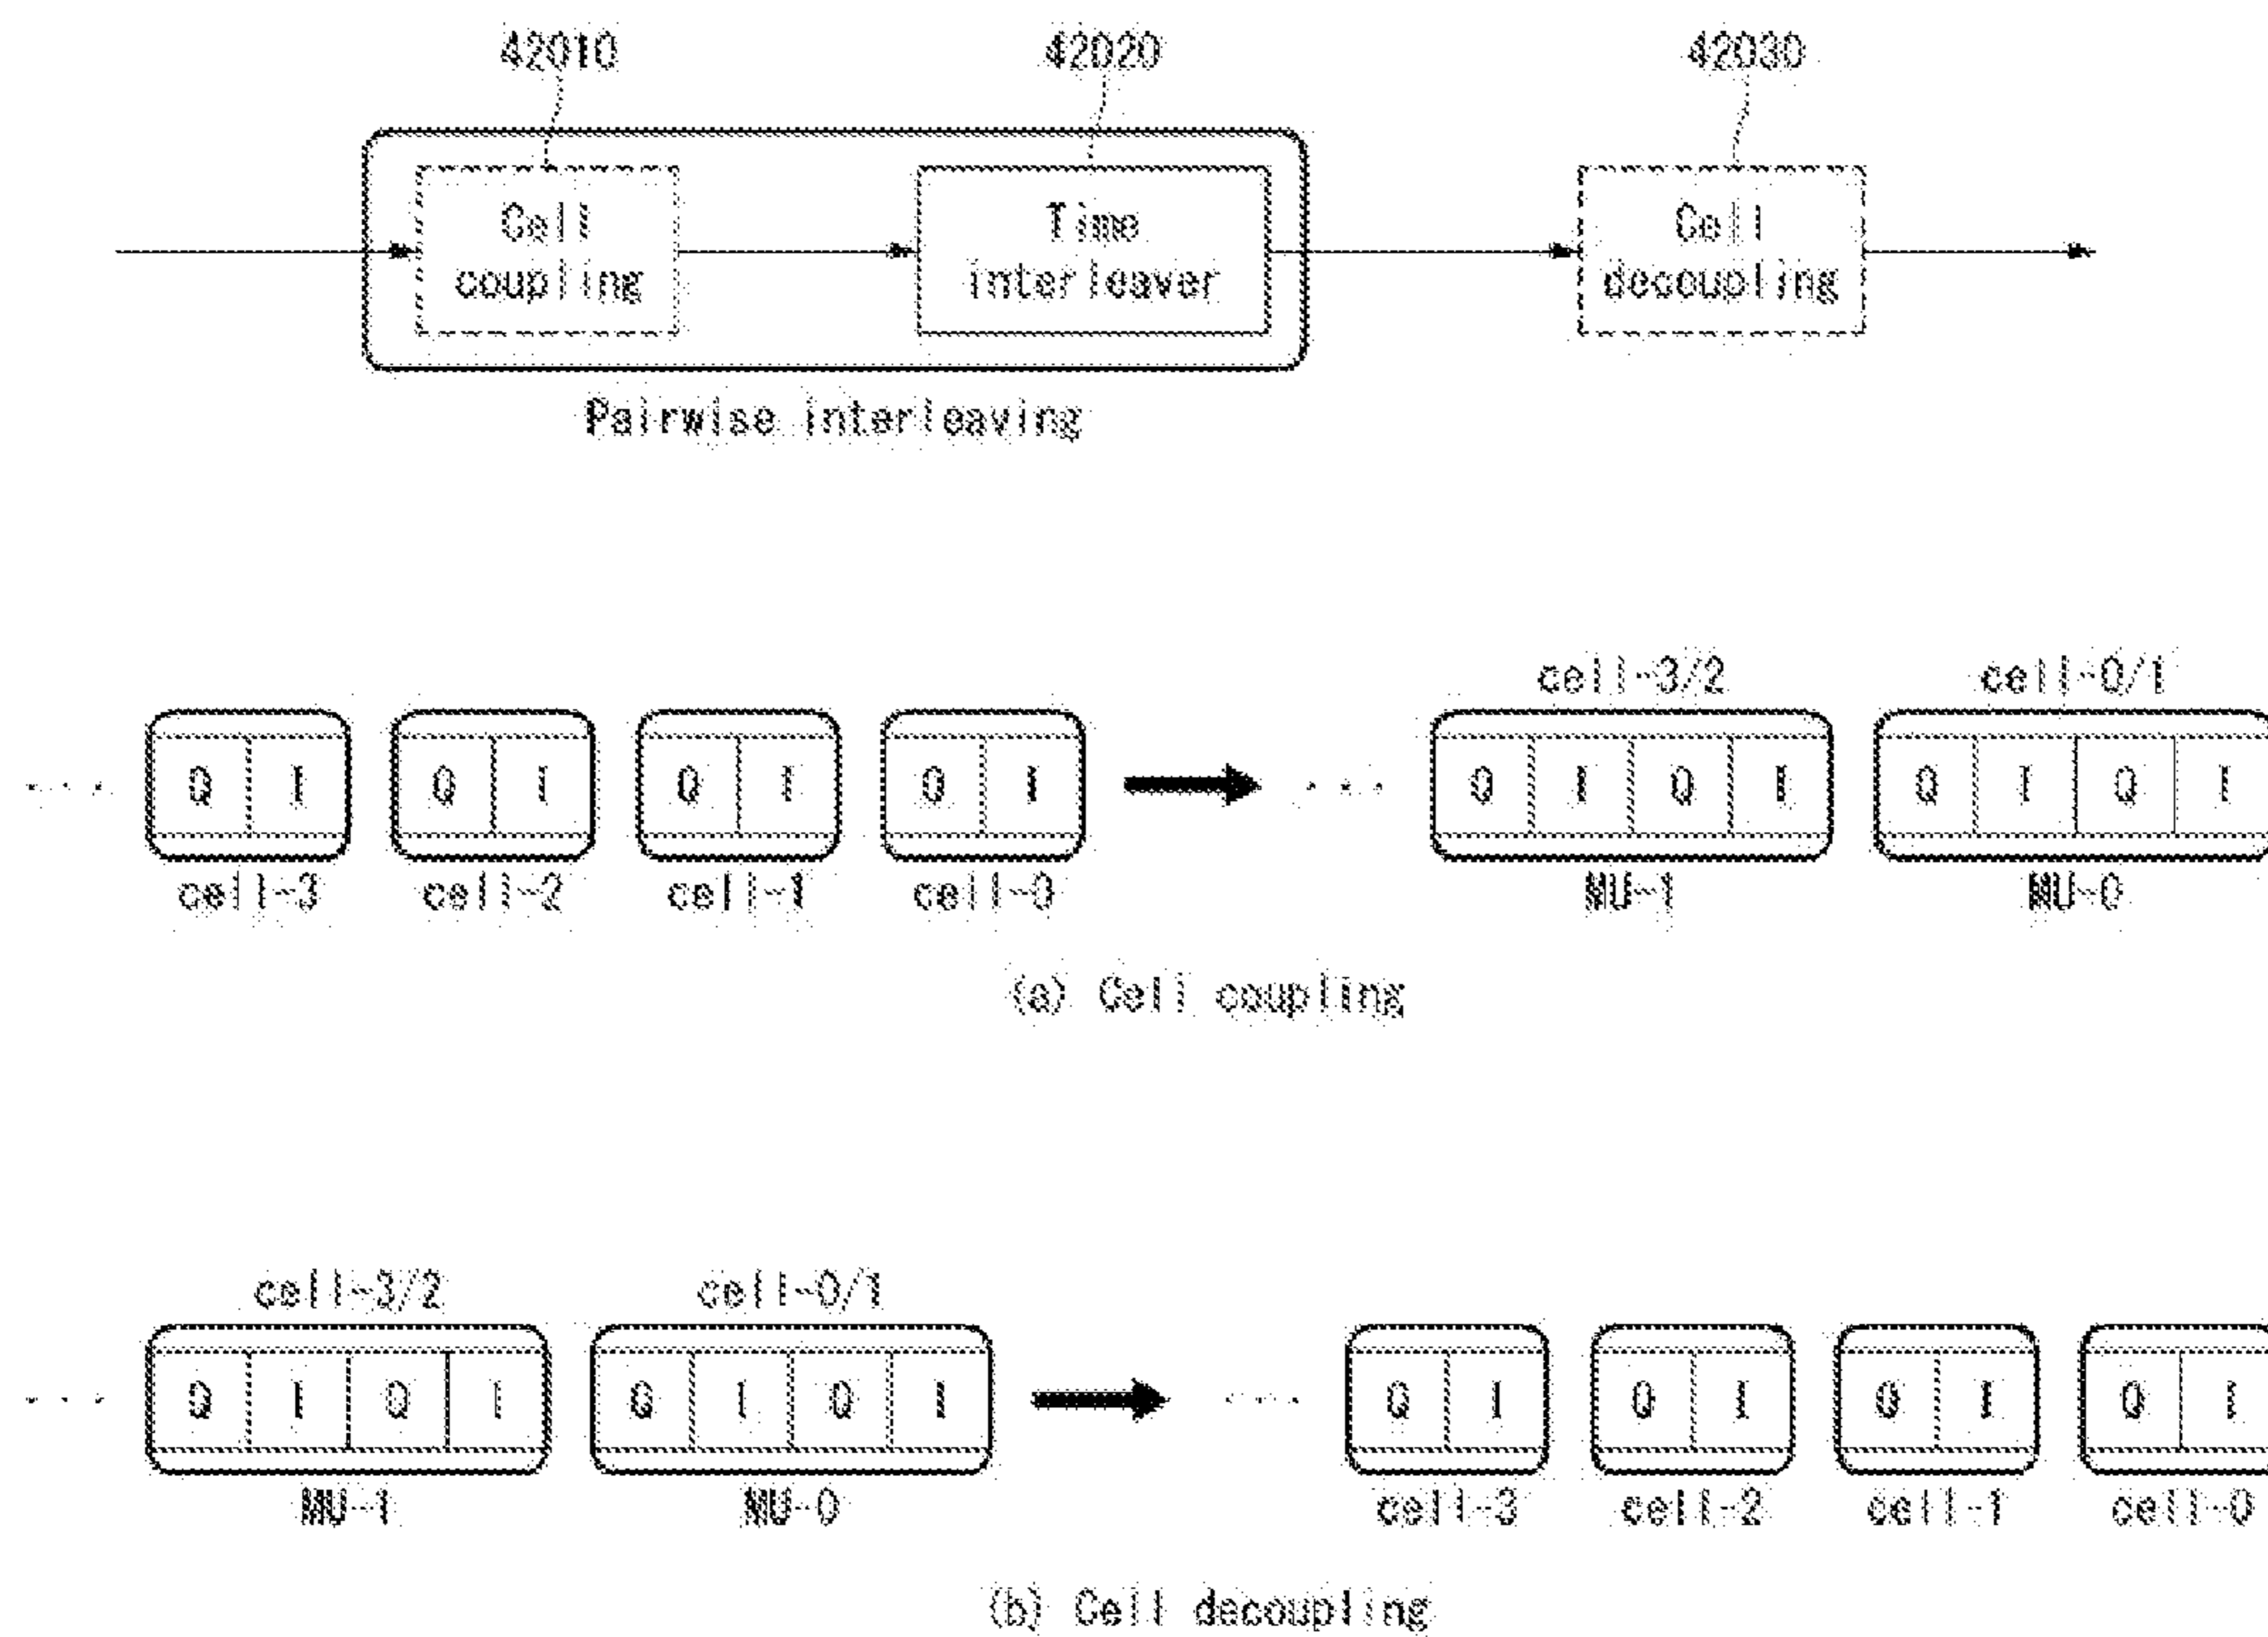 42010 42020 42030
Cell coupling
Time interleaver
Cell decoupling
Pairwise interleaving
cell-3/2 cell-0/1
... Q I Q I Q I Q I ... Q I Q I Q I Q I
cell-3 cell-2 cell-1 cell-0 MU-1 MU-0
(a) Cell coupling
cell-3/2 cell-0/1
... Q I Q I Q I Q I ... Q I Q I Q I Q I
MU-1 MU-0 cell-3 cell-2 cell-1 cell-0
(b) Cell decoupling